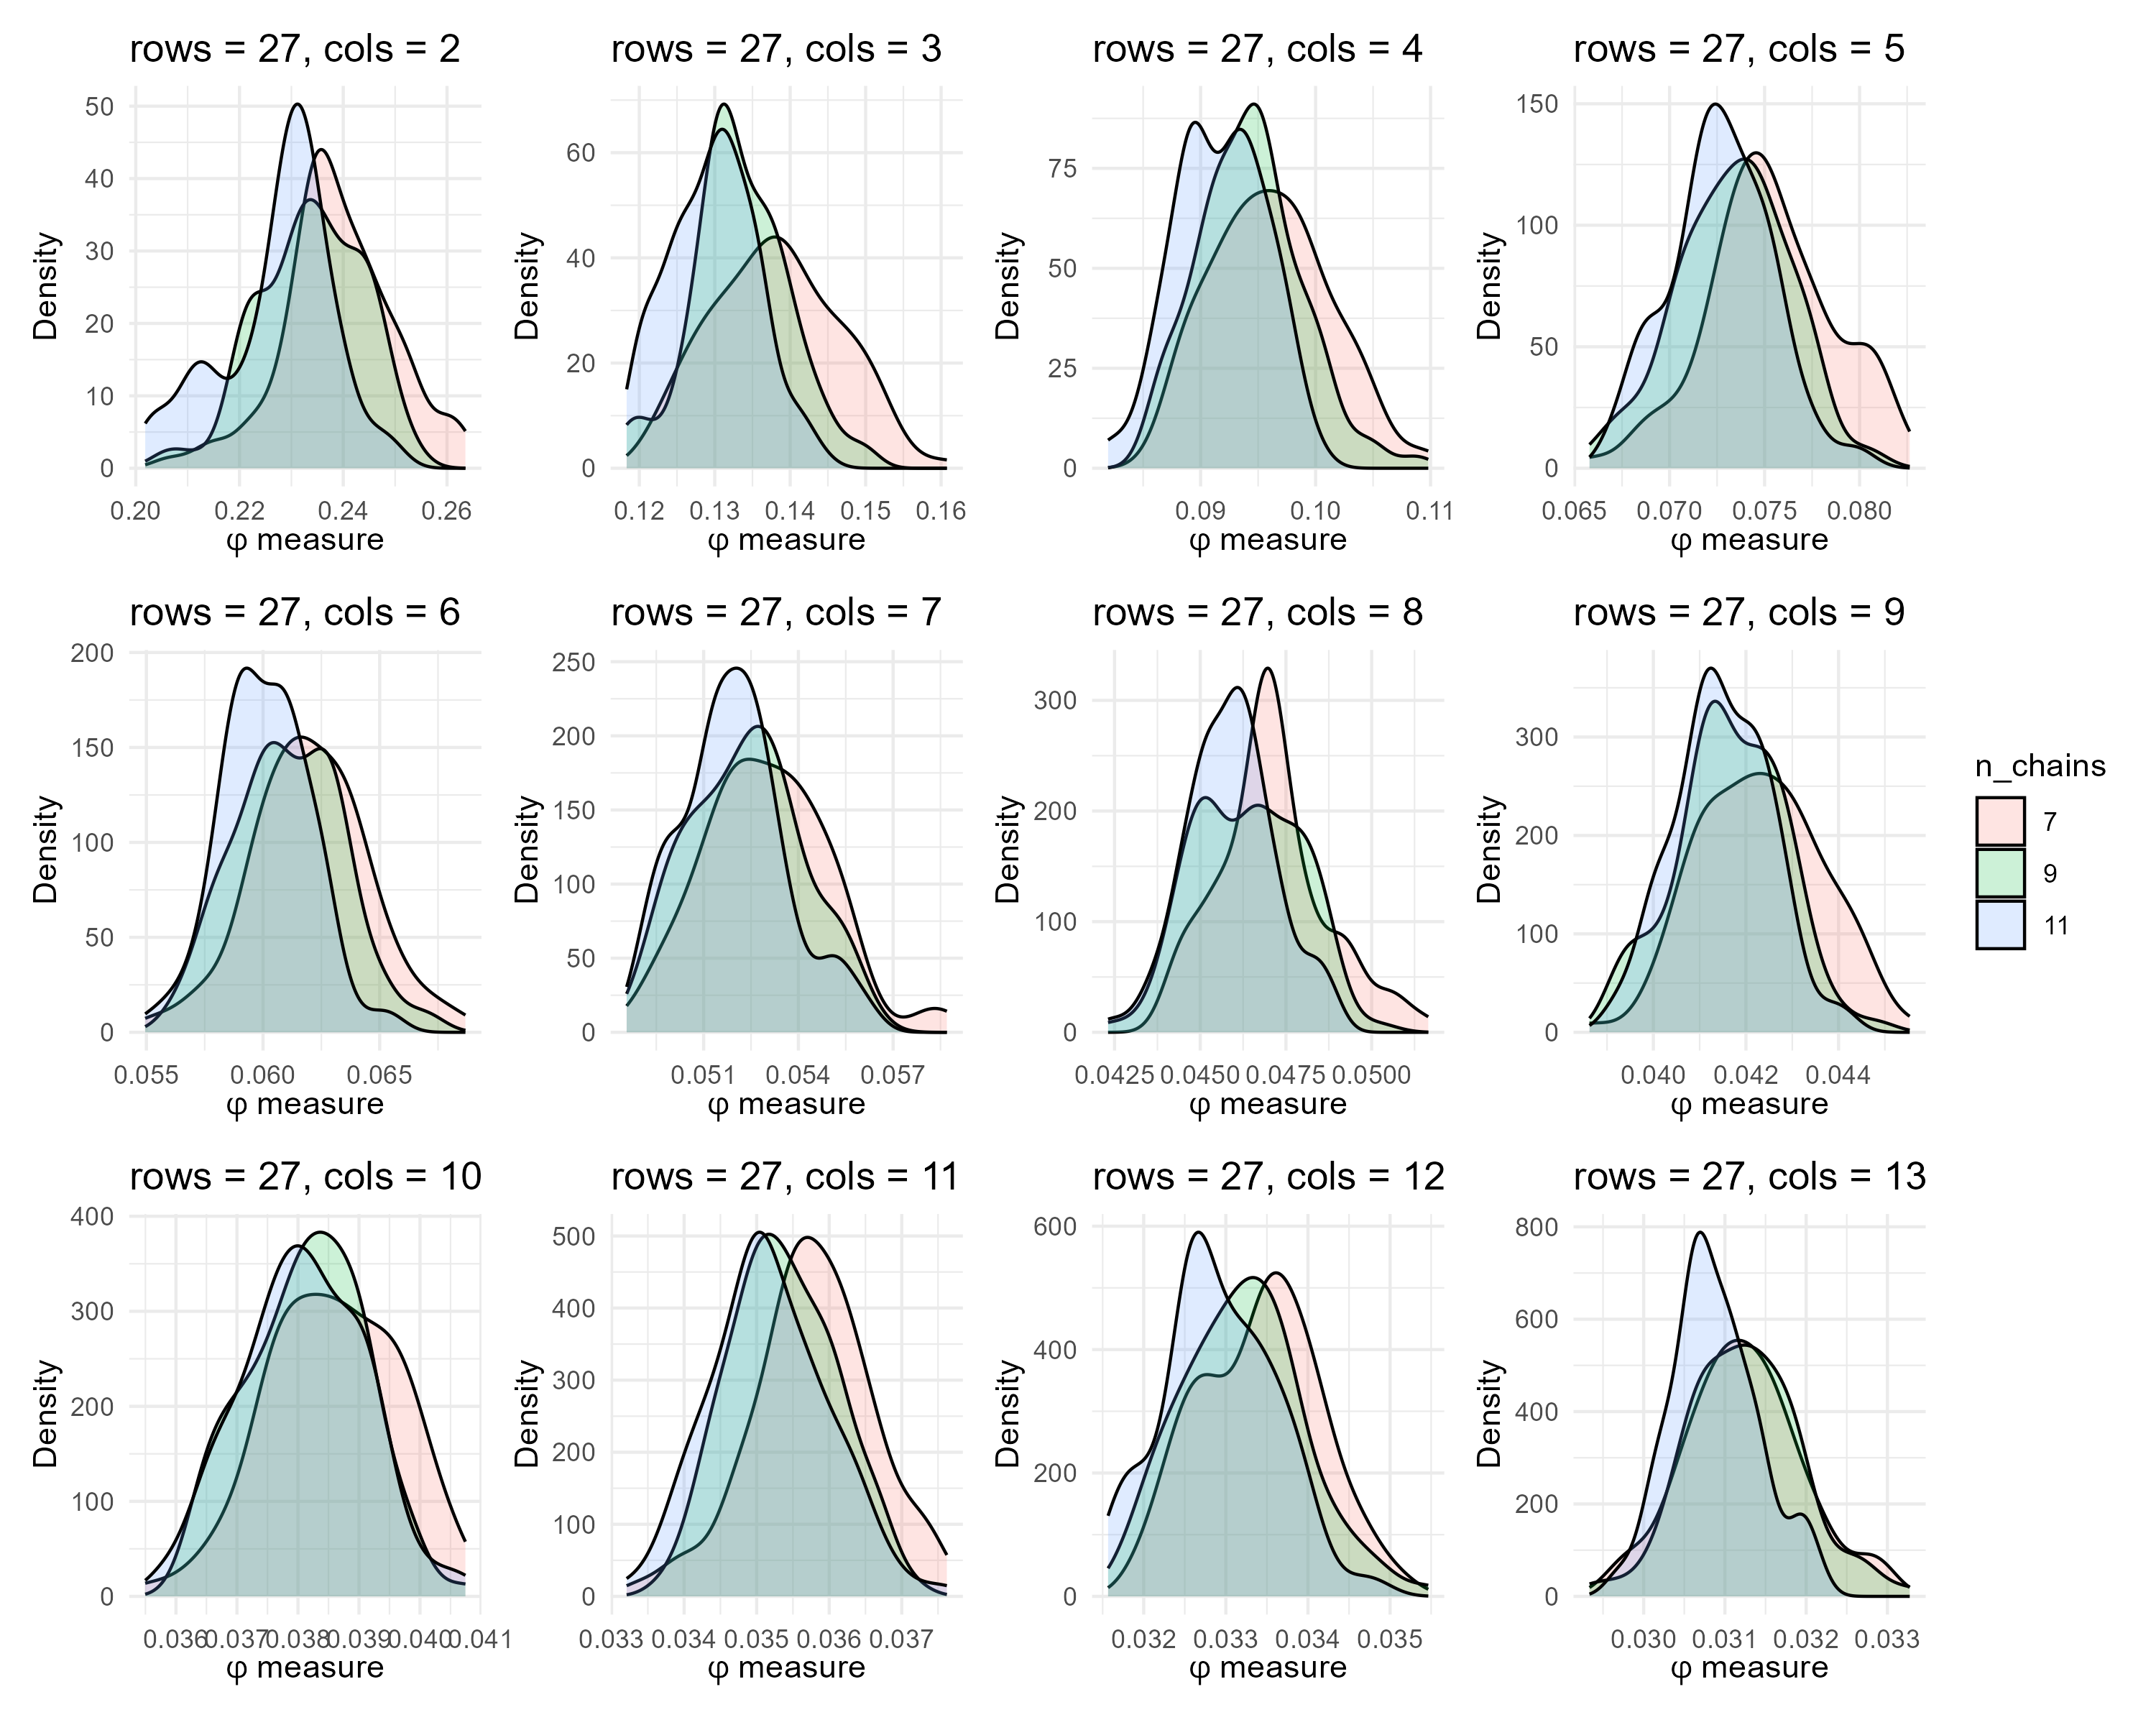 rows = 27, cols = 2
50
40
30
20
10
0
Density
0.20 0.22 0.24 0.26
φ measure
rows = 27, cols = 3
60
40
20
0
Density
0.12 0.13 0.14 0.15 0.16
φ measure
rows = 27, cols = 4
75
50
25
0
Density
0.09 0.10 0.11
φ measure
rows = 27, cols = 5
150
100
50
0
Density
0.065 0.070 0.075 0.080
φ measure
rows = 27, cols = 6
200
150
100
50
0
Density
0.055 0.060 0.065
φ measure
rows = 27, cols = 7
250
200
150
100
50
0
Density
0.051 0.054 0.057
φ measure
rows = 27, cols = 8
300
200
100
0
Density
0.0425 0.0450 0.0475 0.0500
φ measure
rows = 27, cols = 9
300
200
100
0
Density
0.040 0.042 0.044
φ measure
n_chains
7
9
11
rows = 27, cols = 10
400
300
200
100
0
Density
0.036 0.037 0.038 0.039 0.040 0.041
φ measure
rows = 27, cols = 11
500
400
300
200
100
0
Density
0.033 0.034 0.035 0.036 0.037
φ measure
rows = 27, cols = 12
600
400
200
0
Density
0.032 0.033 0.034 0.035
φ measure
rows = 27, cols = 13
800
600
400
200
0
Density
0.030 0.031 0.032 0.033
φ measure